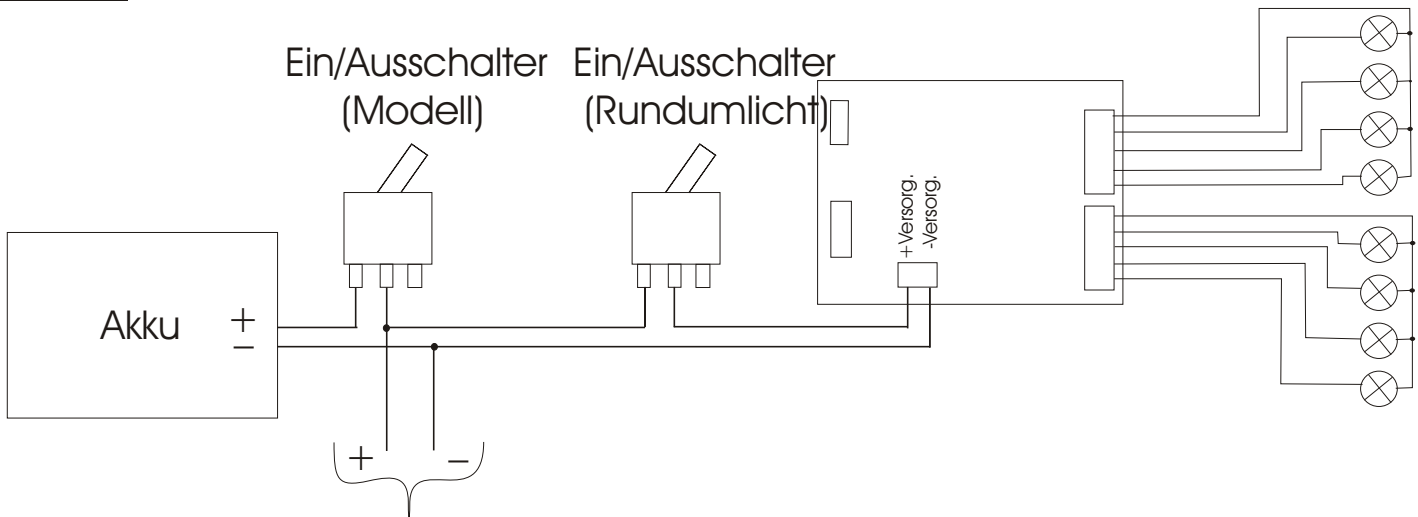 Ein/Ausschalter
(Modell)
Ein/Ausschalter
(Rundumlicht)
+Versorg.
-Versorg.
Akku
+
−
+
−